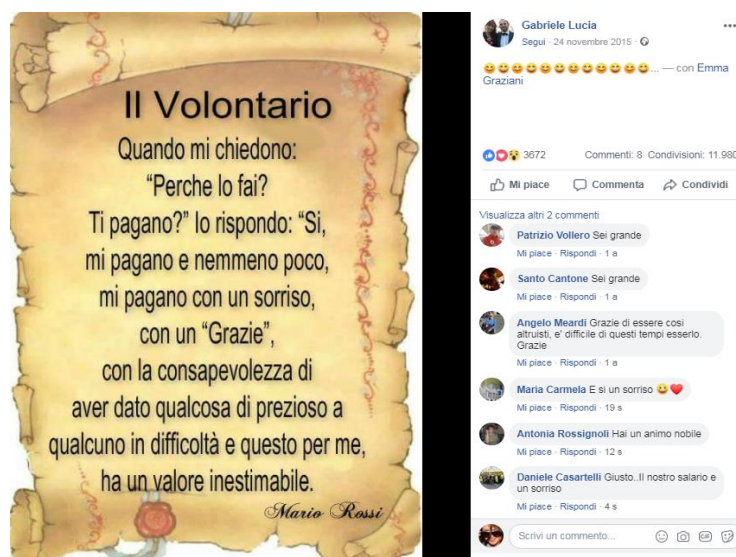 Il Volontario
Quando mi chiedono:
“Perche lo fai?
Ti pagano?” Io rispondo: “Si,
mi pagano e nemmeno poco,
mi pagano con un sorriso,
con un “Grazie”,
con la consapevolezza di
aver dato qualcosa di prezioso a
qualcuno in difficoltà e questo per me,
ha un valore inestimabile.
Mario Rossi
Gabriele Lucia
Segui · 24 novembre 2015 ·
... — con Emma
Graziani
3672 Commenti: 8 Condivisioni: 11.980
Mi piace Commenta Condividi
Visualizza altri 2 commenti
Patrizio Vollero Sei grande
Mi piace · Rispondi · 1 a
Santo Cantone Sei grande
Mi piace · Rispondi · 1 a
Angelo Meardi Grazie di essere cosi
altruisti, e' difficile di questi tempi esserlo.
Grazie
Mi piace · Rispondi · 1 a
Maria Carmela E si un sorriso
Mi piace · Rispondi · 19 s
Antonia Rossignoli Hai un animo nobile
Mi piace · Rispondi · 12 s
Daniele Casartelli Giusto..Il nostro salario e
un sorriso
Mi piace · Rispondi · 4 s
Scrivi un commento... GIF